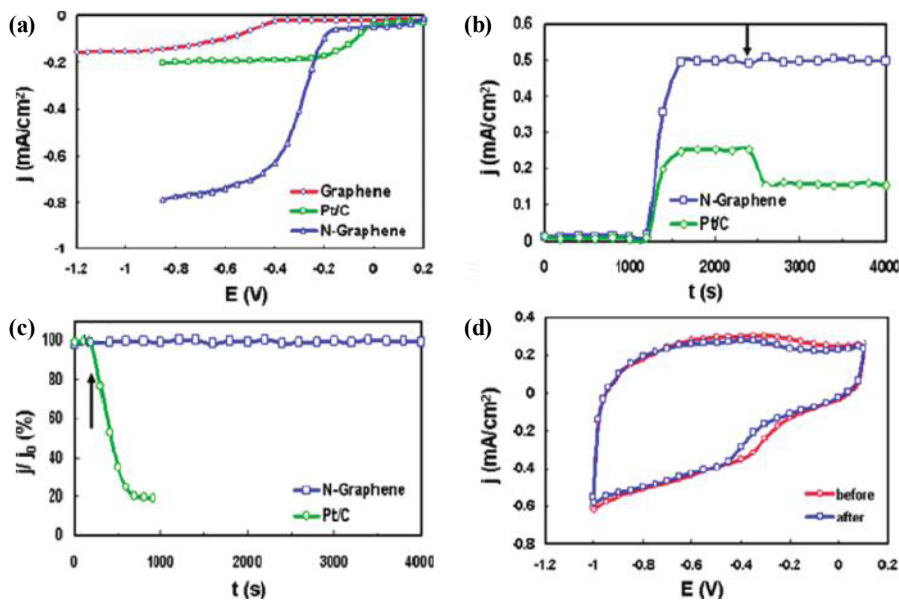 (a)
0
-0.2
-0.4
-0.6
-0.8
-1
j (mA/cm²)
Graphene
Pt/C
N-Graphene
-1.2 -1 -0.8 -0.6 -0.4 -0.2 0 0.2
E (V)
(b)
0.6
0.5
0.4
0.3
0.2
0.1
0
j (mA/cm²)
N-Graphene
Pt/C
0 1000 2000 3000 4000
t (s)
(c)
100
80
60
40
20
0
j/ j₀ (%)
N-Graphene
Pt/C
0 1000 2000 3000 4000
t (s)
(d)
0.4
0.2
0
-0.2
-0.4
-0.6
-0.8
j (mA/cm²)
before
after
-1.2 -1 -0.8 -0.6 -0.4 -0.2 0 0.2
E (V)